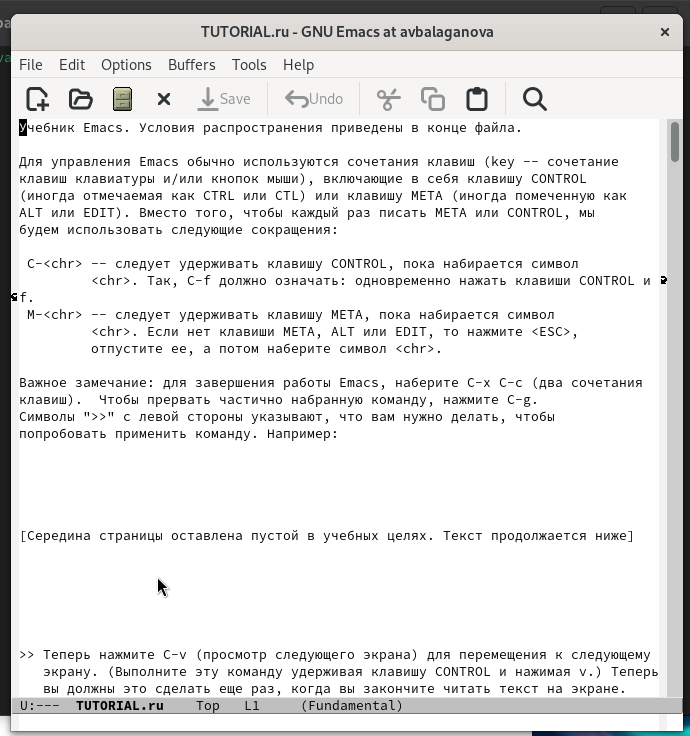 TUTORIAL.ru - GNU Emacs at avbalaganova
File Edit Options Buffers Tools Help
Save Undo
Учебник Emacs. Условия распространения приведены в конце файла.
Для управления Emacs обычно используются сочетания клавиш (key -- сочетание
клавиш клавиатуры и/или кнопок мыши), включающие в себя клавишу CONTROL
(иногда отмечаемая как CTRL или CTL) или клавишу META (иногда помеченную как
ALT или EDIT). Вместо того, чтобы каждый раз писать META или CONTROL, мы
будем использовать следующие сокращения:
C-<chr> -- следует удерживать клавишу CONTROL, пока набирается символ
<chr>. Так, C-f должно означать: одновременно нажать клавиши CONTROL и
f.
M-<chr> -- следует удерживать клавишу META, пока набирается символ
<chr>. Если нет клавиши META, ALT или EDIT, то нажмите <ESC>,
отпустите ее, а потом наберите символ <chr>.
Важное замечание: для завершения работы Emacs, наберите C-x C-c (два сочетания
клавиш).  Чтобы прервать частично набранную команду, нажмите C-g.
Символы ">>" с левой стороны указывают, что вам нужно делать, чтобы
попробовать применить команду. Например:
[Середина страницы оставлена пустой в учебных целях. Текст продолжается ниже]
>> Теперь нажмите C-v (просмотр следующего экрана) для перемещения к следующему
экрану. (Выполните эту команду удерживая клавишу CONTROL и нажимая v.) Теперь
вы должны это сделать еще раз, когда вы закончите читать текст на экране.
U:---  TUTORIAL.ru    Top   L1     (Fundamental)